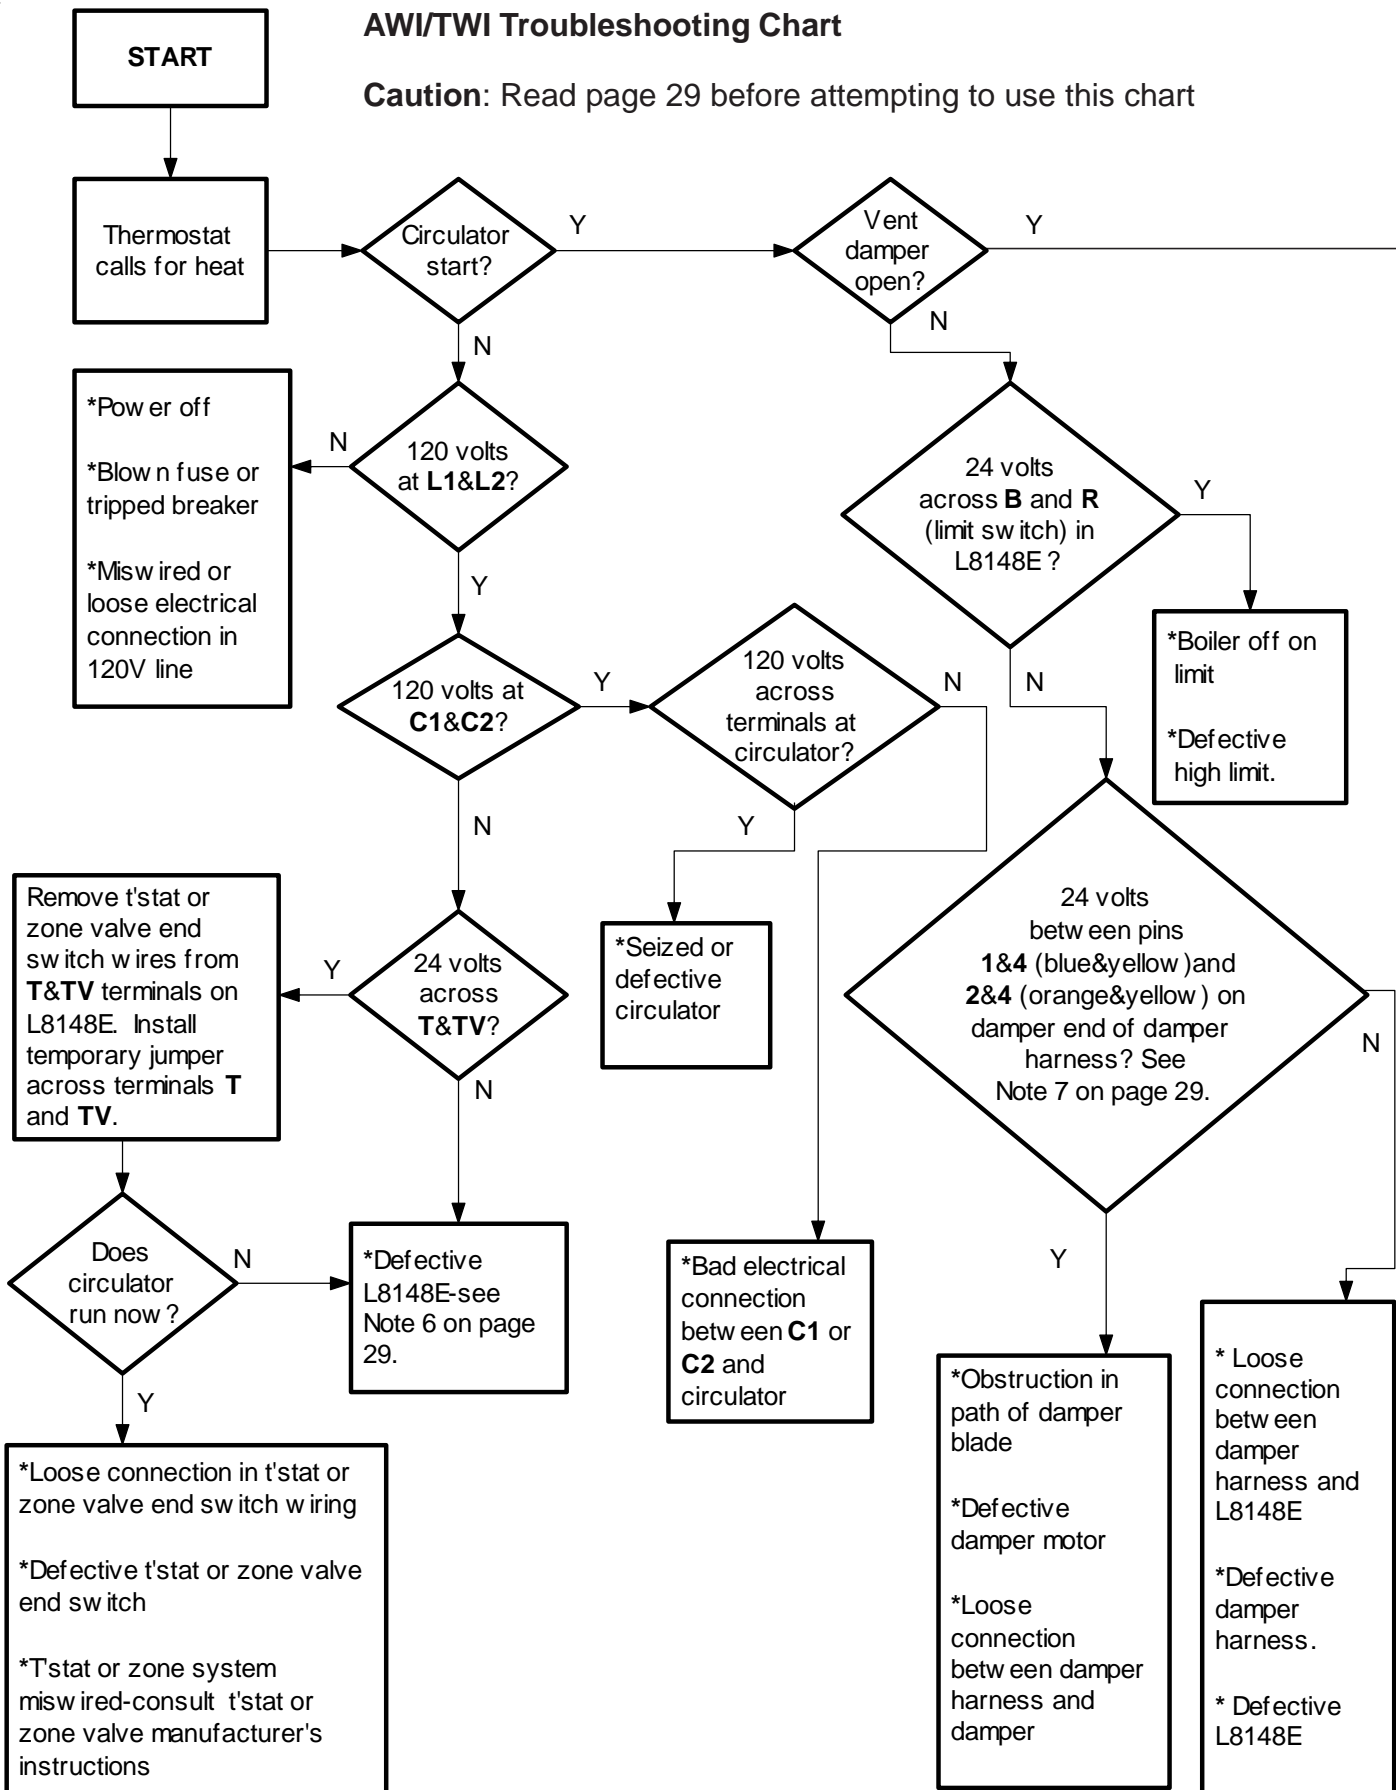 AWI/TWI Troubleshooting Chart
START
Caution: Read page 29 before attempting to use this chart
Thermostat
calls for heat
Circulator
start?
Y
Vent
damper
open?
Y
N
N
*Power off
*Blown fuse or
tripped breaker
*Miswired or
loose electrical
connection in
120V line
N
120 volts
at L1&L2?
Y
24 volts
across B and R
(limit switch) in
L8148E?
Y
*Boiler off on
limit
*Defective
high limit.
N
120 volts at
C1&C2?
Y
120 volts
across
terminals at
circulator?
N
Y
N
Remove t'stat or
zone valve end
switch wires from
T&TV terminals on
L8148E. Install
temporary jumper
across terminals T
and TV.
Y
24 volts
across
T&TV?
N
*Seized or
defective
circulator
24 volts
between pins
1&4 (blue&yellow)and
2&4 (orange&yellow) on
damper end of damper
harness? See
Note 7 on page 29.
N
Y
Does
circulator
run now?
N
*Defective
L8148E-see
Note 6 on page
29.
*Bad electrical
connection
between C1 or
C2 and
circulator
Y
*Loose connection in t'stat or
zone valve end switch wiring
*Defective t'stat or zone valve
end switch
*T'stat or zone system
miswired-consult t'stat or
zone valve manufacturer's
instructions
*Obstruction in
path of damper
blade
*Defective
damper motor
*Loose
connection
between damper
harness and
damper
* Loose
connection
between
damper
harness and
L8148E
*Defective
damper
harness.
* Defective
L8148E